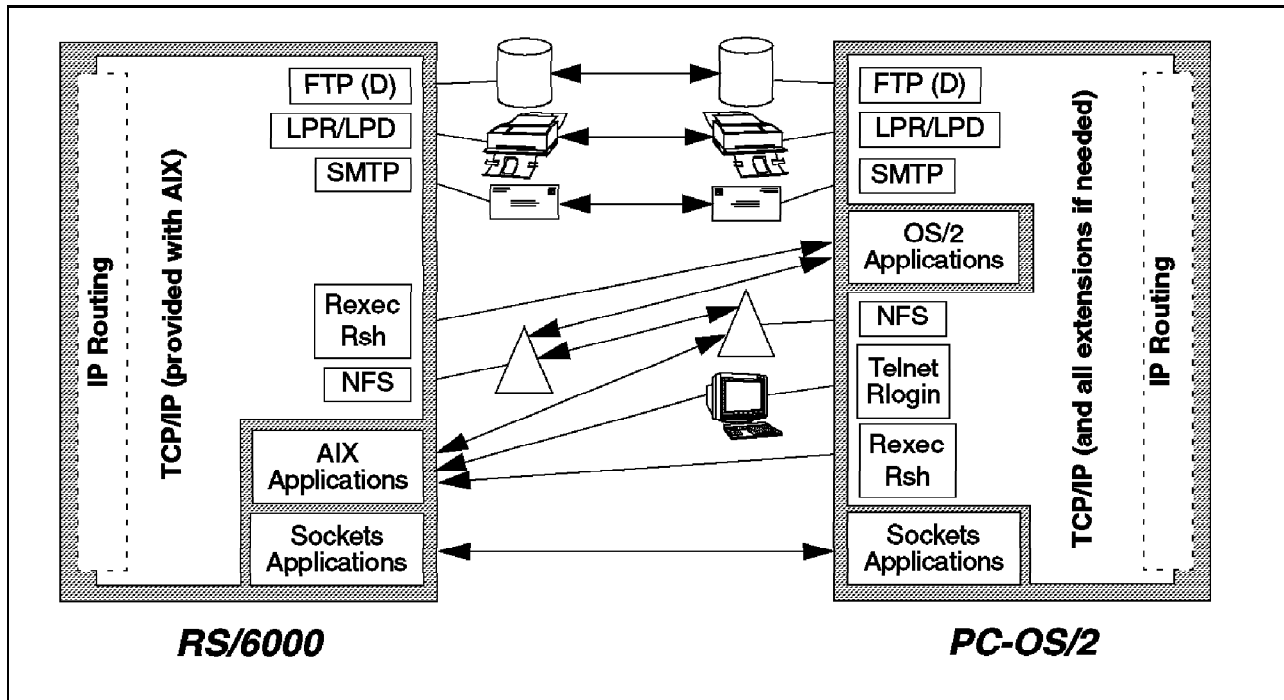 IP Routing
TCP/IP (provided with AIX)
FTP (D)
LPR/LPD
SMTP
Rexec
Rsh
NFS
AIX
Applications
Sockets
Applications
RS/6000
FTP (D)
LPR/LPD
SMTP
OS/2
Applications
NFS
Telnet
Rlogin
Rexec
Rsh
Sockets
Applications
TCP/IP (and all extensions if needed)
IP Routing
PC-OS/2